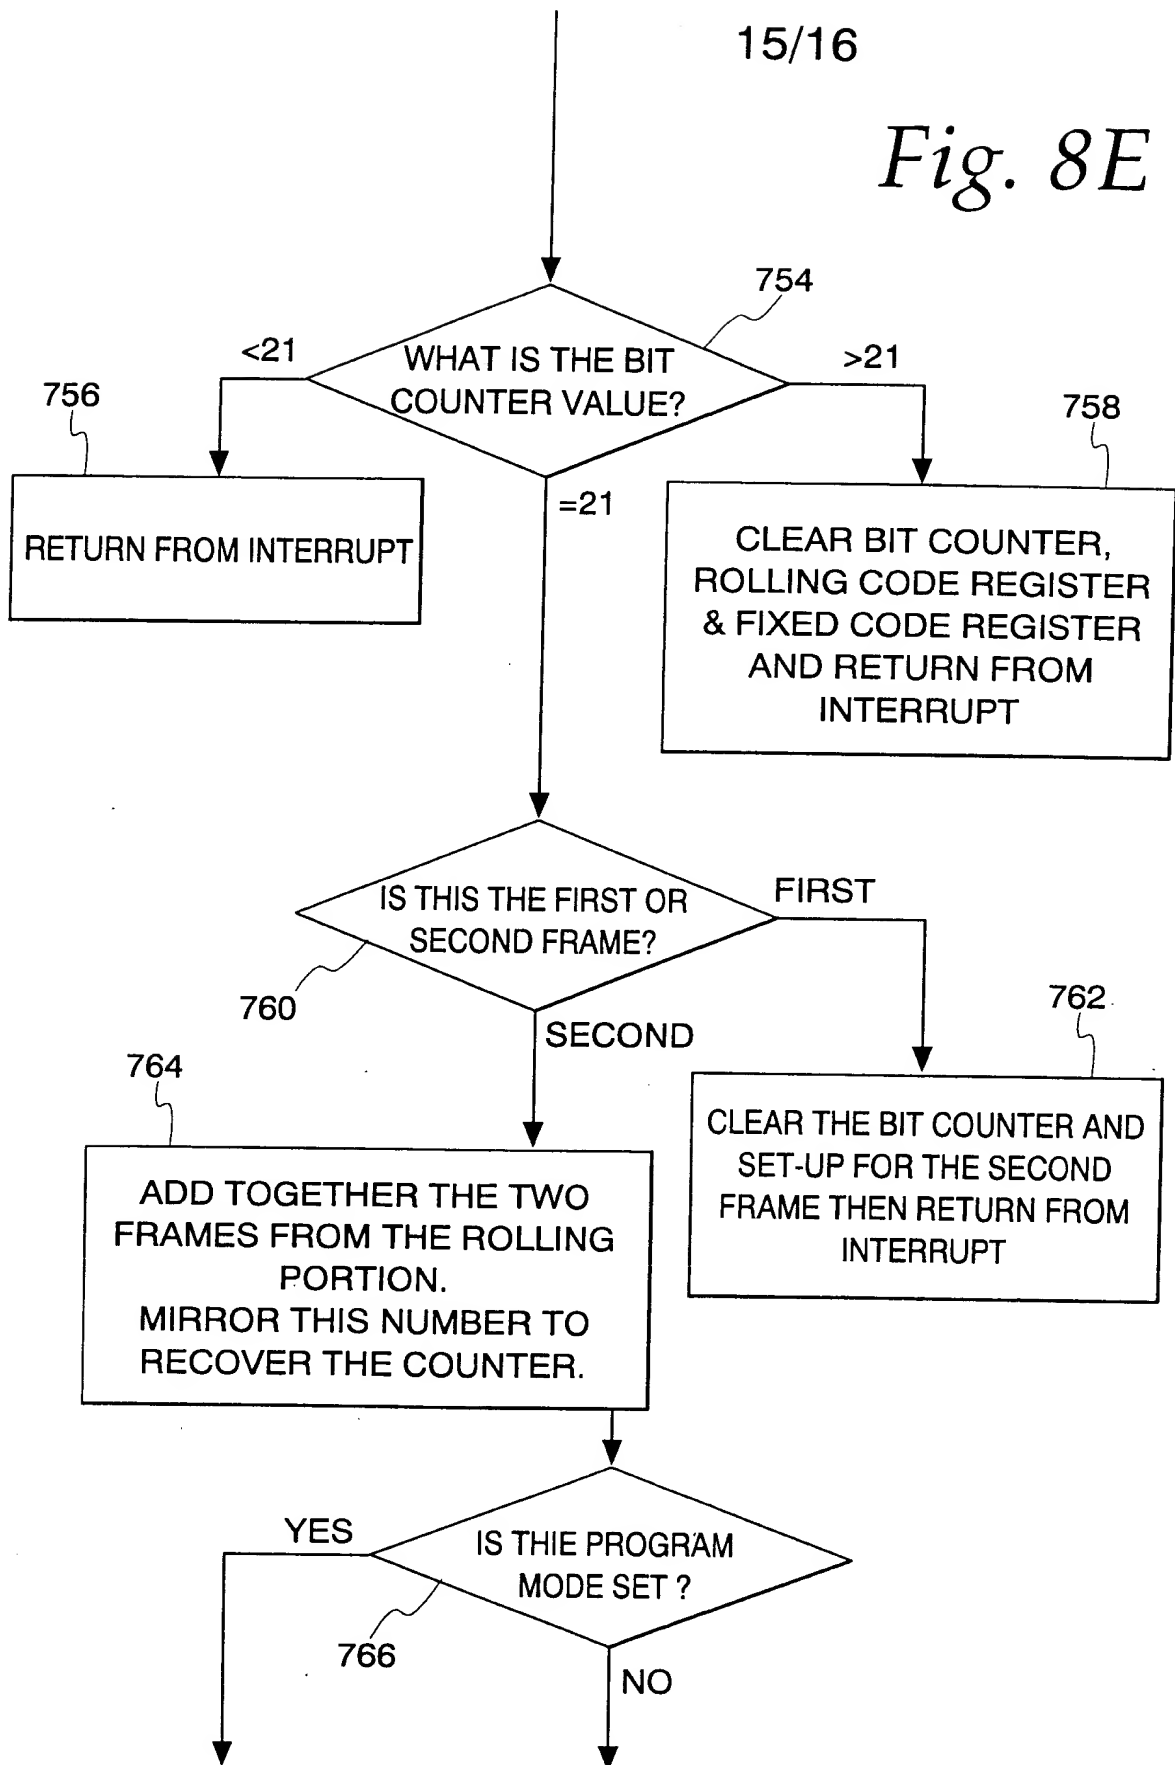 15/16
Fig. 8E
754
<21
WHAT IS THE BIT
COUNTER VALUE?
>21
756
758
=21
RETURN FROM INTERRUPT
CLEAR BIT COUNTER,
ROLLING CODE REGISTER
& FIXED CODE REGISTER
AND RETURN FROM
INTERRUPT
IS THIS THE FIRST OR
SECOND FRAME?
FIRST
760
SECOND
762
764
CLEAR THE BIT COUNTER AND
SET-UP FOR THE SECOND
FRAME THEN RETURN FROM
INTERRUPT
ADD TOGETHER THE TWO
FRAMES FROM THE ROLLING
PORTION.
MIRROR THIS NUMBER TO
RECOVER THE COUNTER.
YES
IS THIE PROGRAM
MODE SET ?
766
NO